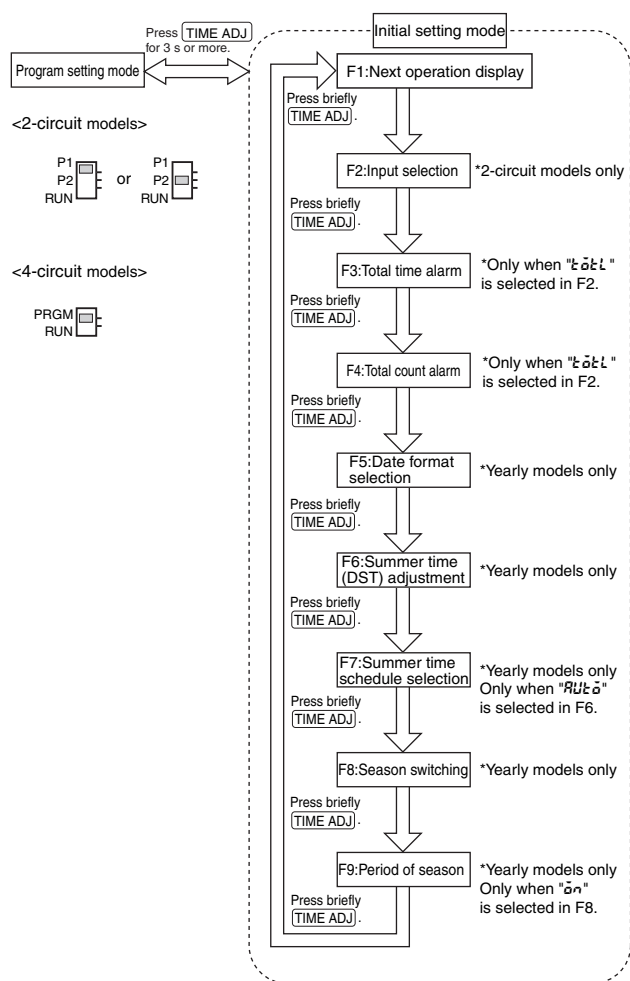 Press TIME ADJ
for 3 s or more.
Initial setting mode
Program setting mode
F1:Next operation display
Press briefly
TIME ADJ.
<2-circuit models>
P1
P2
RUN
or
P1
P2
RUN
F2:Input selection
*2-circuit models only
Press briefly
TIME ADJ.
<4-circuit models>
PRGM
RUN
F3:Total time alarm
*Only when "totL"
is selected in F2.
Press briefly
TIME ADJ.
F4:Total count alarm
*Only when "totL"
is selected in F2.
Press briefly
TIME ADJ.
F5:Date format
selection
*Yearly models only
Press briefly
TIME ADJ.
F6:Summer time
(DST) adjustment
*Yearly models only
Press briefly
TIME ADJ.
F7:Summer time
schedule selection
*Yearly models only
Only when "AUto"
is selected in F6.
Press briefly
TIME ADJ.
F8:Season switching
*Yearly models only
Press briefly
TIME ADJ.
F9:Period of season
*Yearly models only
Only when "on"
is selected in F8.
Press briefly
TIME ADJ.